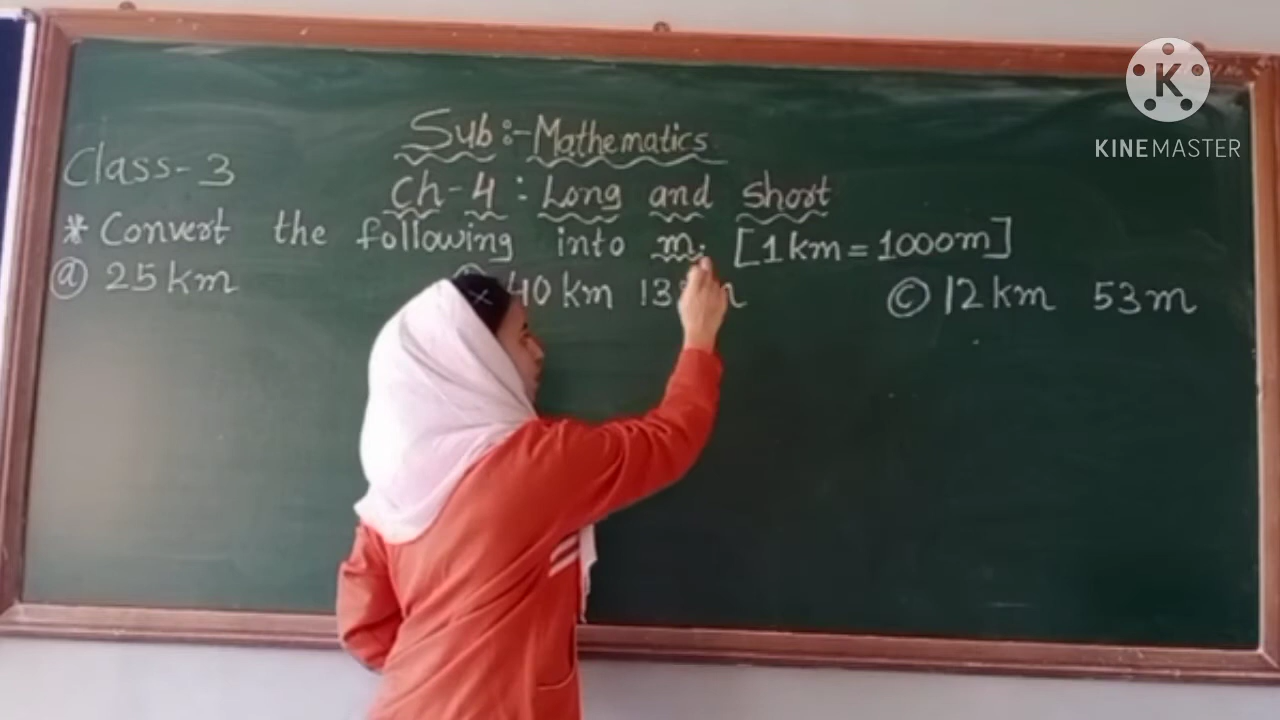 Sub:- Mathematics
Class-3
Ch-4 : Long and short
* Convert the following into m. [1km = 1000m]
ⓐ 25 km
40 km
ⓒ 12 km 53 m
K
KINEMASTER